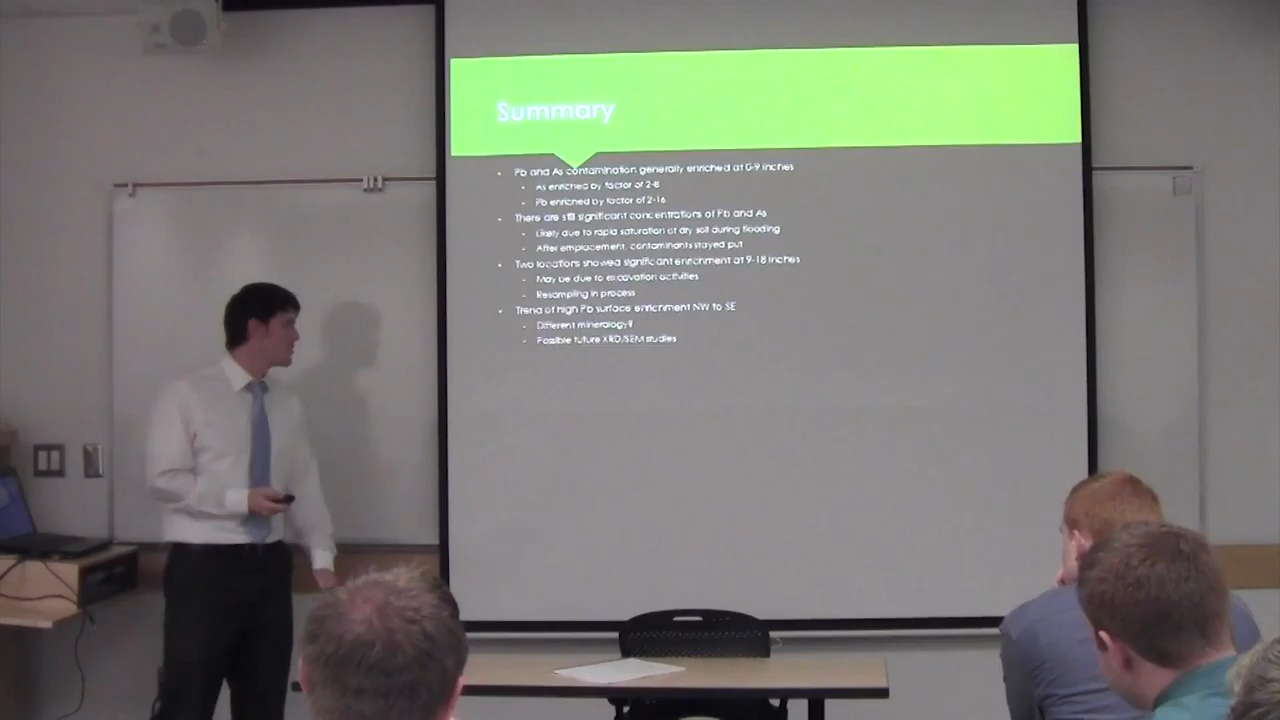 Summary
Pb and As contamination generally enriched at 0-9 inches
As enriched by factor of 2-8
Pb enriched by factor of 2-16
There are still significant concentrations of Pb and As
Likely due to rapid saturation of dry soil during flooding
After emplacement, contaminants stayed put
Two locations showed significant enrichment at 9-18 inches
May be due to excavation activities
Resampling in process
Trend of high Pb surface enrichment NW to SE
Different mineralogy?
Possible future XRD/SEM studies